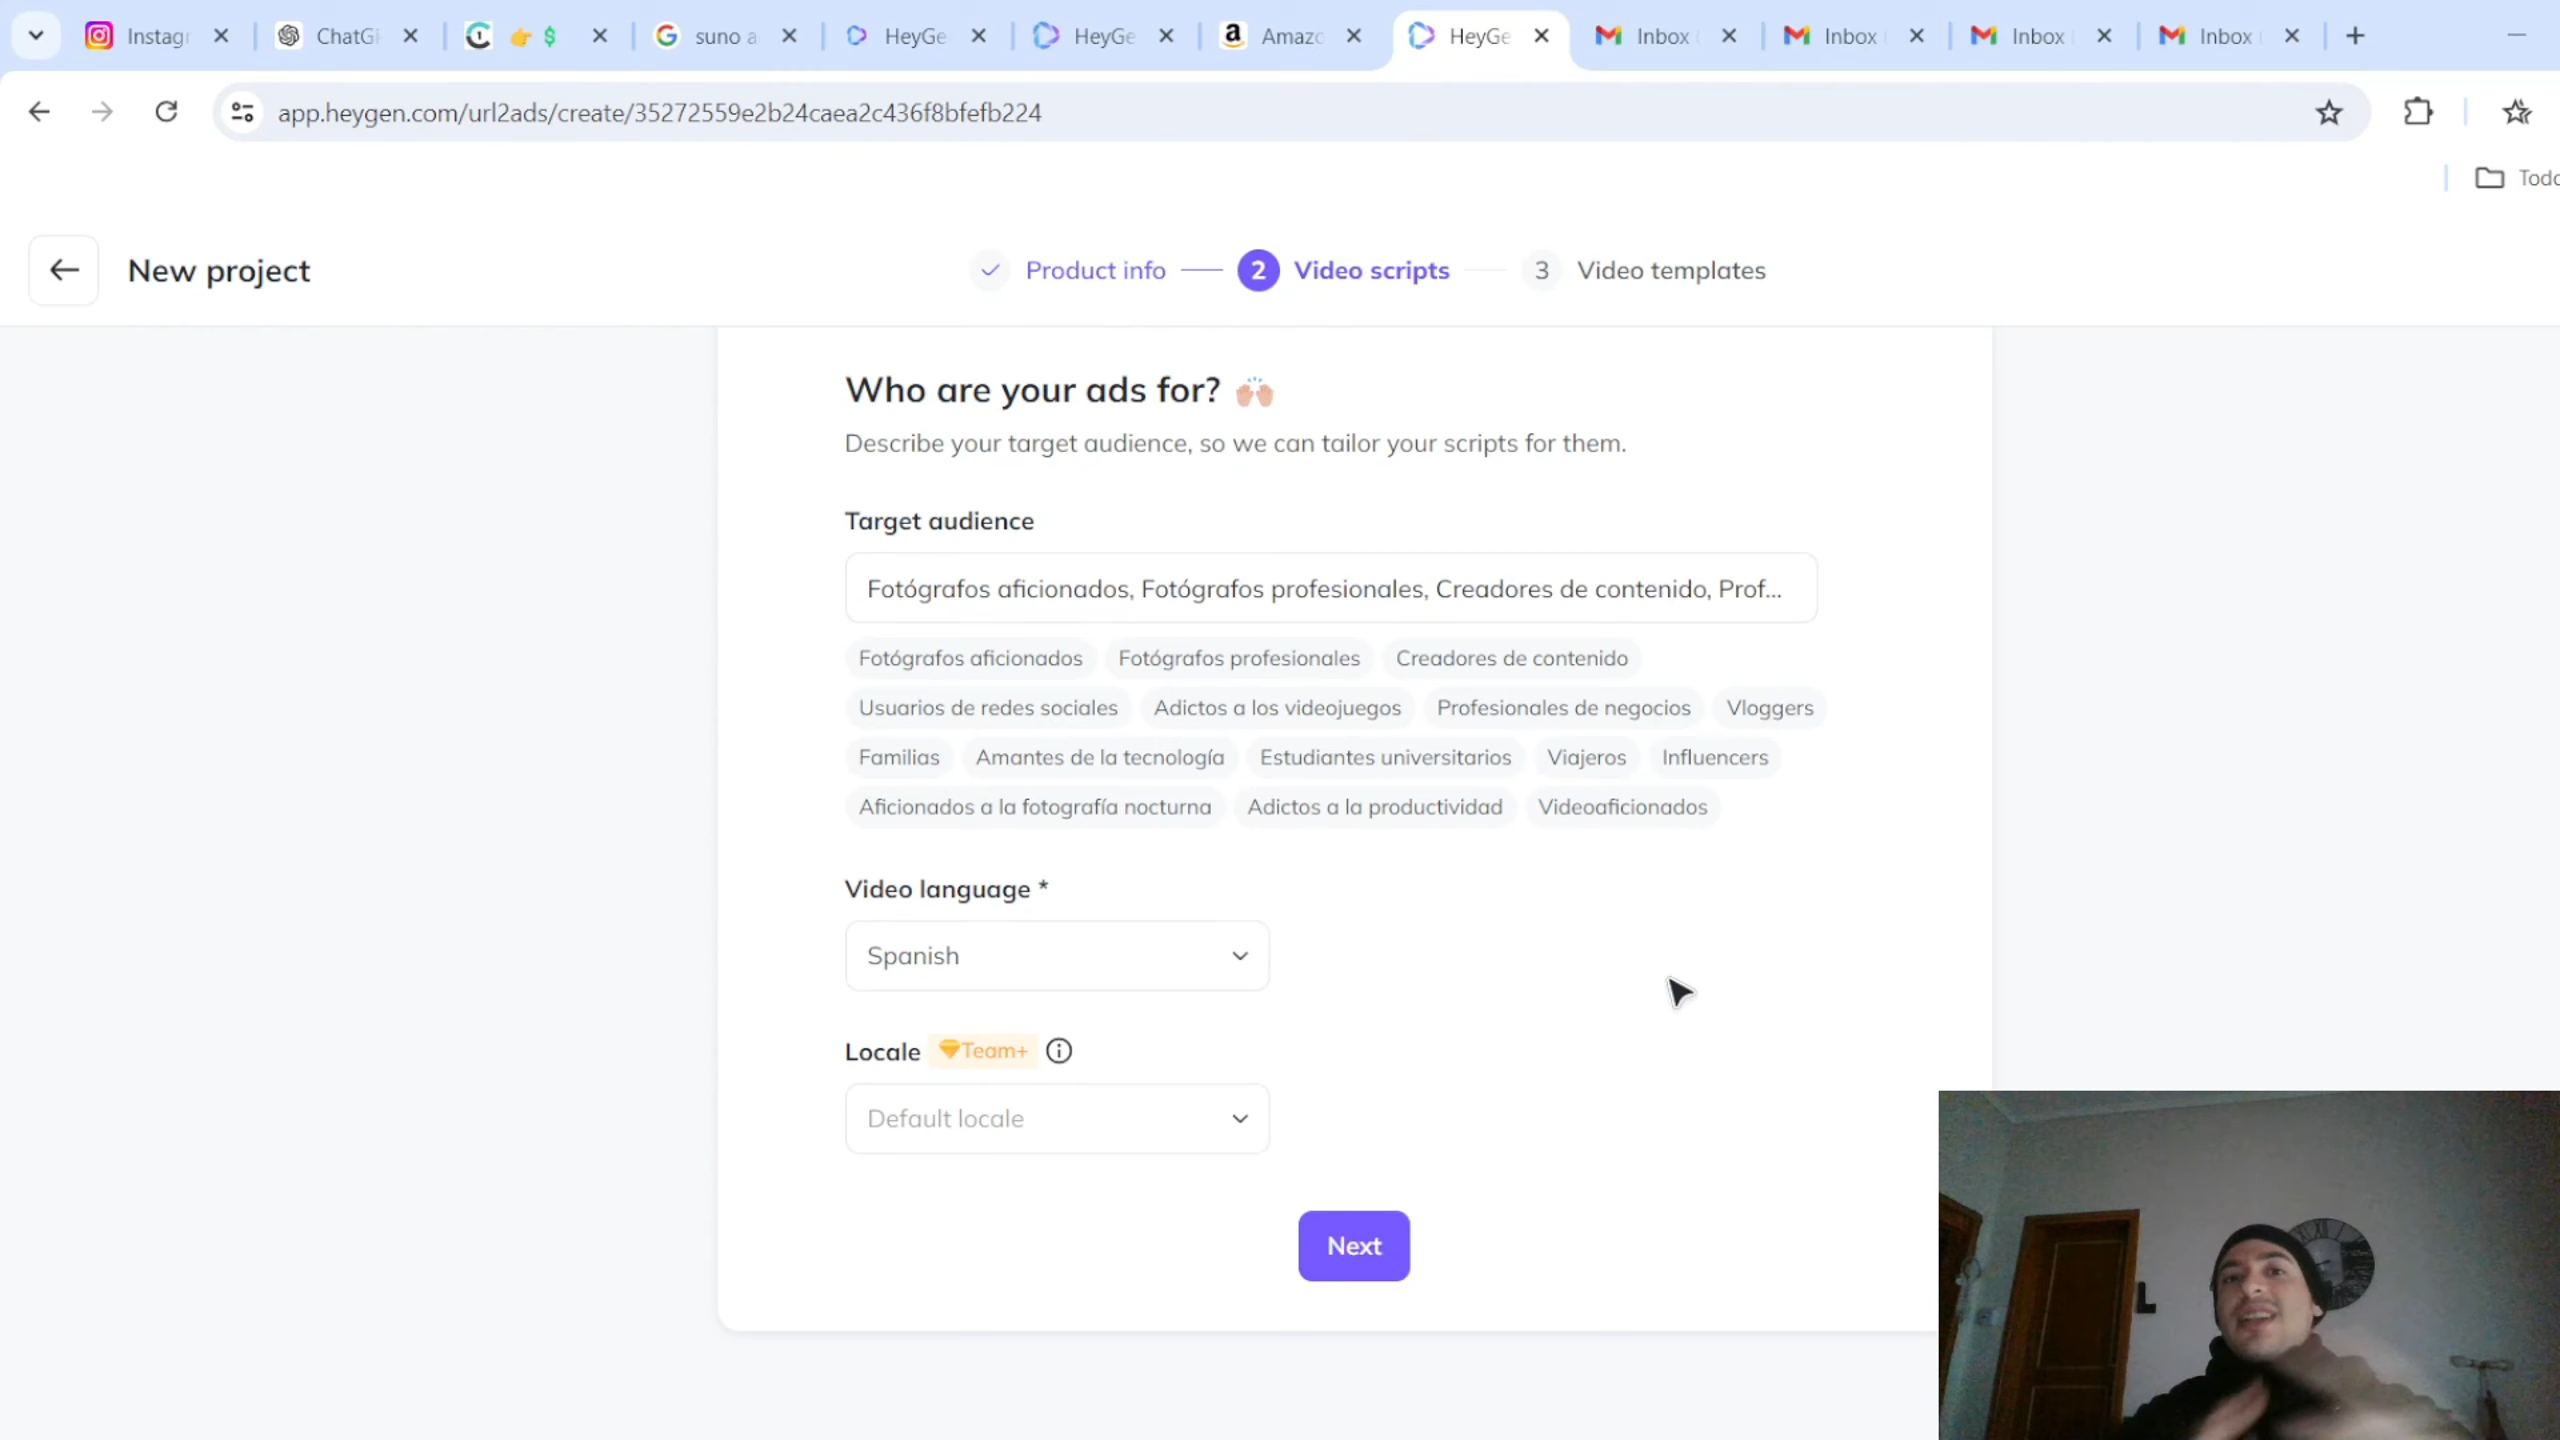 Instagr
ChatGF
suno a
HeyGe
HeyGe
Amazo
HeyGe
Inbox
Inbox
Inbox
Inbox
app.heygen.com/url2ads/create/35272559e2b24caea2c436f8bfefb224
Todo
New project
Product info
2 Video scripts
3 Video templates
Who are your ads for? 🙌
Describe your target audience, so we can tailor your scripts for them.
Target audience
Fotógrafos aficionados, Fotógrafos profesionales, Creadores de contenido, Prof...
Fotógrafos aficionados Fotógrafos profesionales Creadores de contenido
Usuarios de redes sociales Adictos a los videojuegos Profesionales de negocios Vloggers
Familias Amantes de la tecnología Estudiantes universitarios Viajeros Influencers
Aficionados a la fotografía nocturna Adictos a la productividad Videoaficionados
Video language *
Spanish
Locale Team+
Default locale
Next